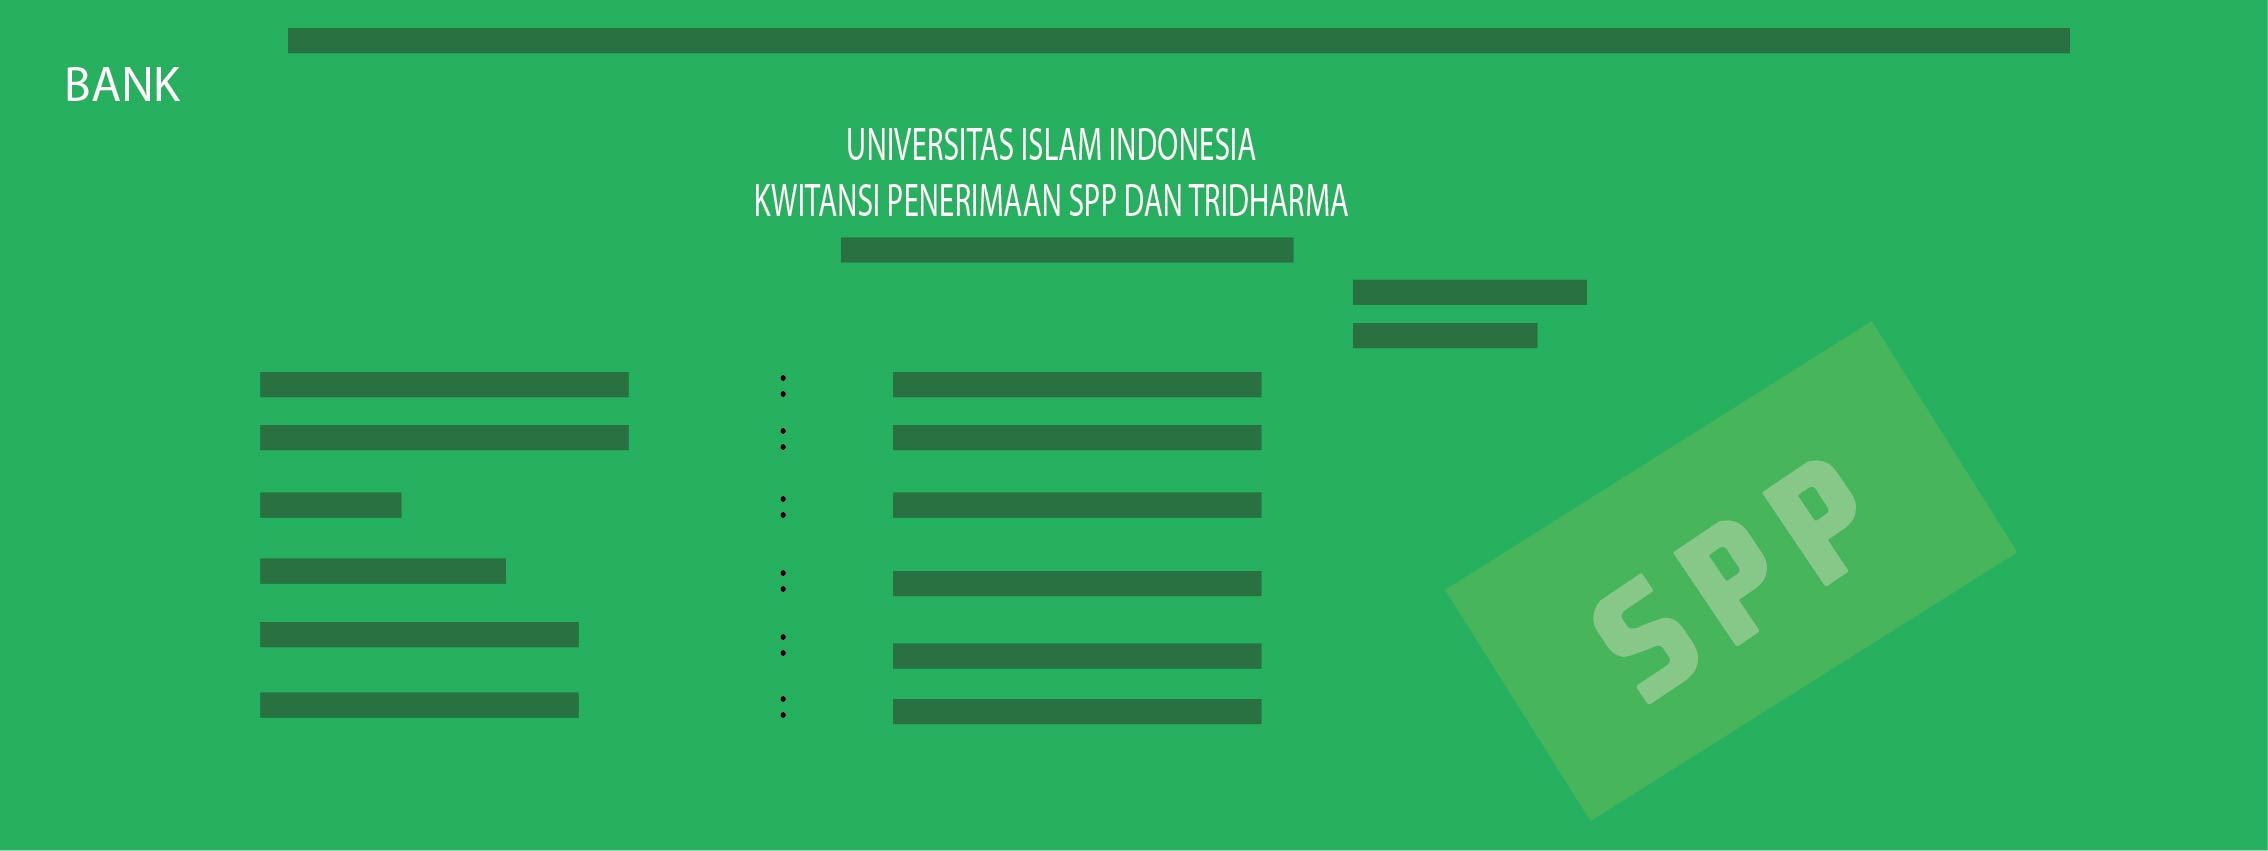 BANK
UNIVERSITAS ISLAM INDONESIA
KWITANSI PENERIMAAN SPP DAN TRIDHARMA
:
:
:
:
:
:
SPP